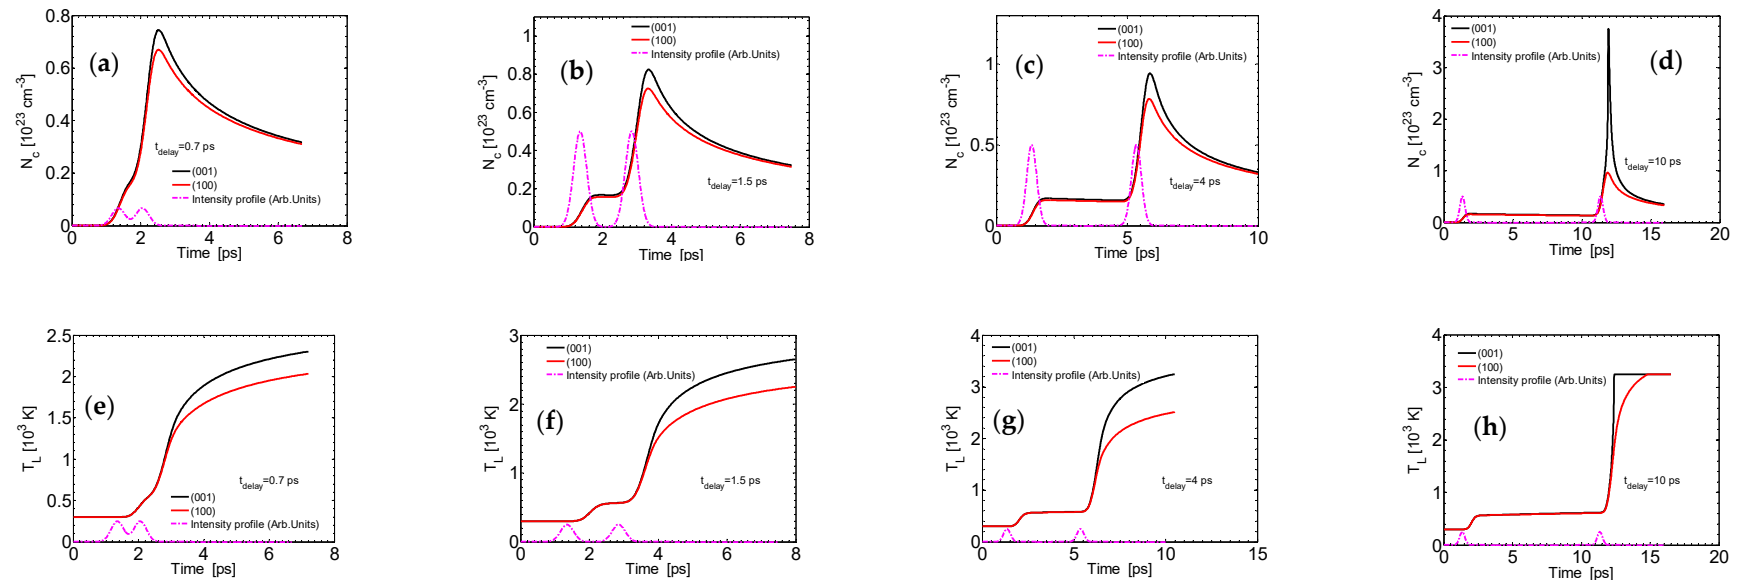 (a)
N_c [10^23 cm^-3]
0.8
0.6
0.4
0.2
0
t_delay=0.7 ps
(001)
(100)
Intensity profile (Arb.Units)
0 2 4 6 8
Time [ps]
(b)
N_c [10^23 cm^-3]
1
0.8
0.6
0.4
0.2
0
(001)
(100)
Intensity profile (Arb.Units)
t_delay=1.5 ps
0 2 4 6 8
Time [ps]
(c)
N_c [10^23 cm^-3]
1
0.5
0
(001)
(100)
Intensity profile (Arb.Units)
t_delay=4 ps
0 5 10
Time [ps]
(d)
N_c [10^23 cm^-3]
4
3
2
1
0
(001)
(100)
Intensity profile (Arb.Units)
t_delay=10 ps
0 5 10 15 20
Time [ps]
(e)
T_L [10^3 K]
2.5
2
1.5
1
0.5
0
t_delay=0.7 ps
(001)
(100)
Intensity profile (Arb.Units)
0 2 4 6 8
Time [ps]
(f)
T_L [10^3 K]
3
2
1
0
(001)
(100)
Intensity profile (Arb.Units)
t_delay=1.5 ps
0 2 4 6 8
Time [ps]
(g)
T_L [10^3 K]
4
3
2
1
0
(001)
(100)
Intensity profile (Arb.Units)
t_delay=4 ps
0 5 10 15
Time [ps]
(h)
T_L [10^3 K]
4
3
2
1
0
(001)
(100)
Intensity profile (Arb.Units)
t_delay=10 ps
0 5 10 15 20
Time [ps]